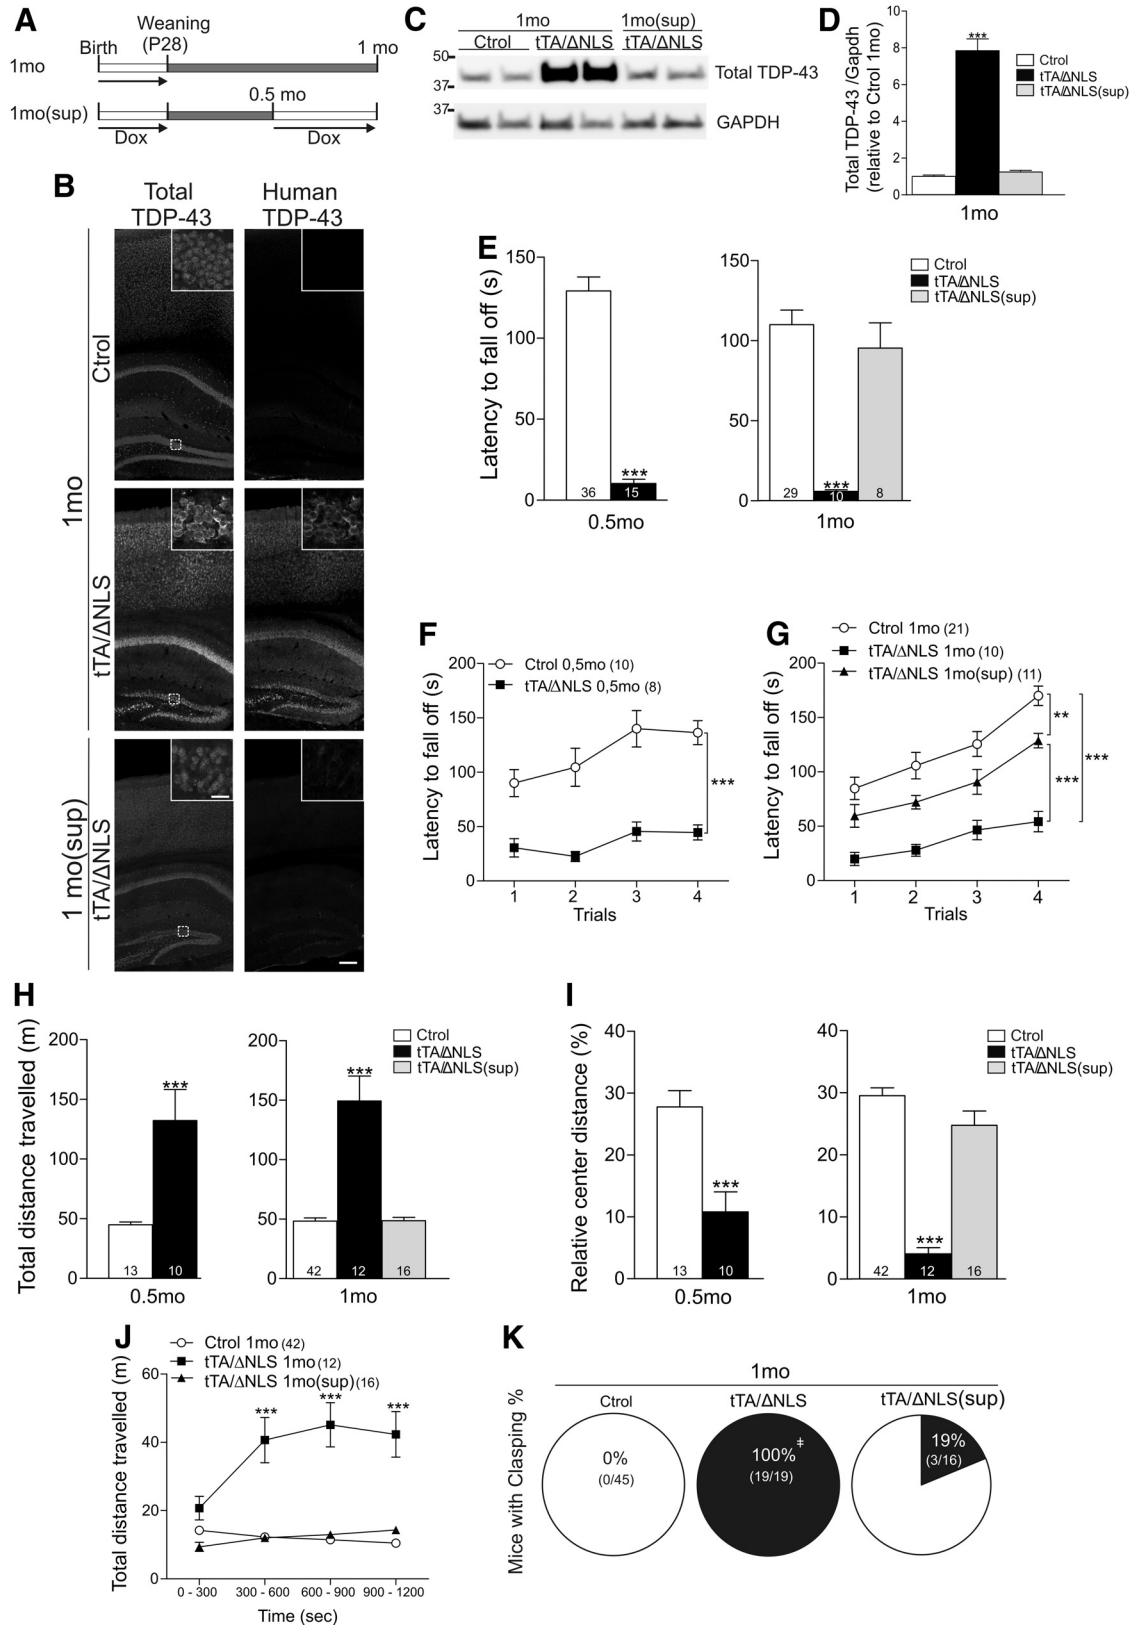 A
Weaning
(P28)
Birth
1 mo
1mo
0.5 mo
1mo(sup)
Dox
Dox
B
Total
TDP-43
Human
TDP-43
Ctrol
1mo
tTA/ΔNLS
1 mo(sup)
tTA/ΔNLS
C
1mo
1mo(sup)
Ctrol
tTA/ΔNLS
tTA/ΔNLS
50
37
Total TDP-43
37
GAPDH
D
Total TDP-43 /Gapdh
(relative to Ctrol 1mo)
10
8
6
4
2
0
***
1mo
Ctrol
tTA/ΔNLS
tTA/ΔNLS(sup)
E
Latency to fall off (s)
150
100
50
0
***
36
15
0.5mo
150
100
50
0
***
29
10
8
1mo
Ctrol
tTA/ΔNLS
tTA/ΔNLS(sup)
F
Ctrol 0,5mo (10)
tTA/ΔNLS 0,5mo (8)
Latency to fall off (s)
200
150
100
50
0
***
1 2 3 4
Trials
G
Ctrol 1mo (21)
tTA/ΔNLS 1mo (10)
tTA/ΔNLS 1mo(sup) (11)
Latency to fall off (s)
200
150
100
50
0
**
***
***
1 2 3 4
Trials
H
Total distance travelled (m)
200
150
100
50
0
***
13
10
0.5mo
200
150
100
50
0
***
42
12
16
1mo
Ctrol
tTA/ΔNLS
tTA/ΔNLS(sup)
I
Relative center distance (%)
40
30
20
10
0
***
13
10
0.5mo
40
30
20
10
0
***
42
12
16
1mo
Ctrol
tTA/ΔNLS
tTA/ΔNLS(sup)
J
Ctrol 1mo (42)
tTA/ΔNLS 1mo (12)
tTA/ΔNLS 1mo(sup) (16)
Total distance travelled (m)
60
40
20
0
***
***
***
0 - 300 300 - 600 600 - 900 900 - 1200
Time (sec)
K
Mice with Clasping %
1mo
Ctrol
tTA/ΔNLS
tTA/ΔNLS(sup)
0%
(0/45)
100% ǂ
(19/19)
19%
(3/16)